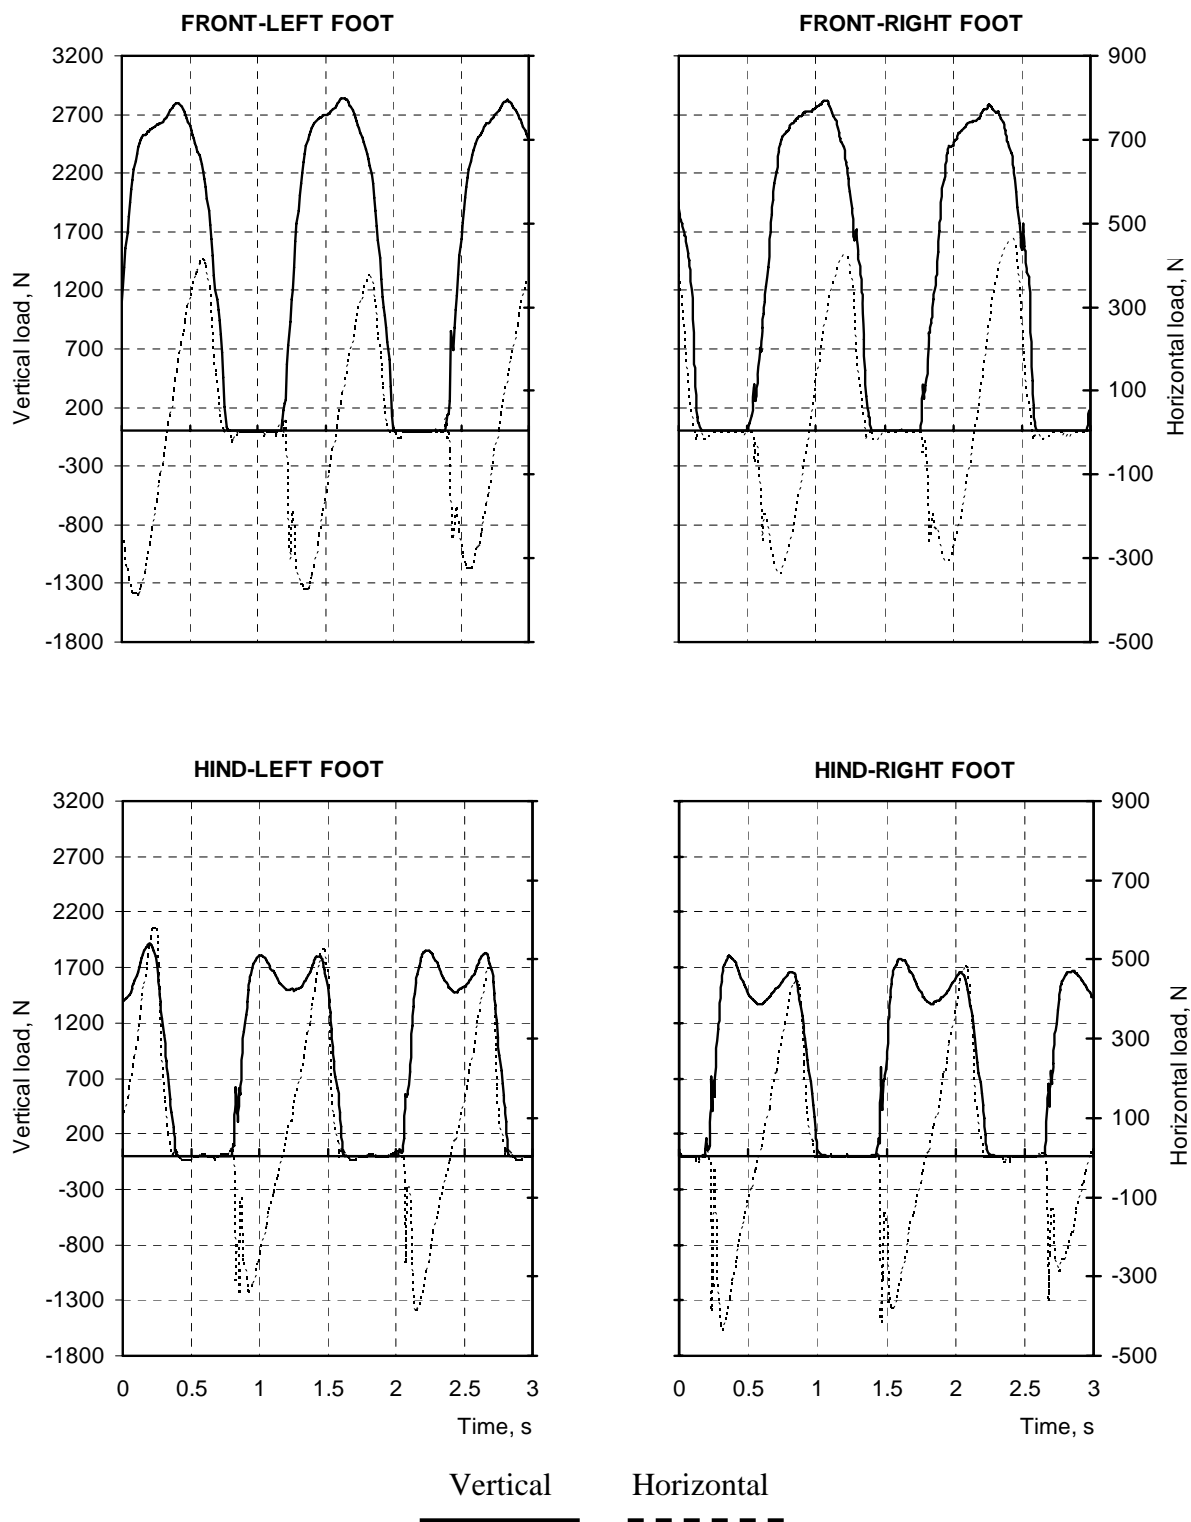 FRONT-LEFT FOOT
FRONT-RIGHT FOOT
3200
2700
2200
1700
1200
700
200
-300
-800
-1300
-1800
Vertical load, N
900
700
500
300
100
-100
-300
-500
Horizontal load, N
HIND-LEFT FOOT
HIND-RIGHT FOOT
3200
2700
2200
1700
1200
700
200
-300
-800
-1300
-1800
Vertical load, N
900
700
500
300
100
-100
-300
-500
Horizontal load, N
0 0.5 1 1.5 2 2.5 3
0 0.5 1 1.5 2 2.5 3
Time, s
Time, s
Vertical Horizontal